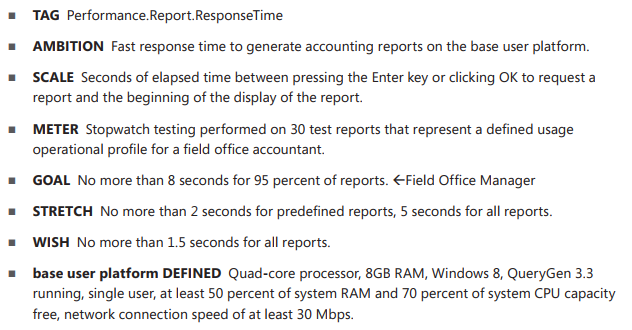 ■ TAG Performance.Report.ResponseTime
■ AMBITION Fast response time to generate accounting reports on the base user platform.
■ SCALE Seconds of elapsed time between pressing the Enter key or clicking OK to request a
report and the beginning of the display of the report.
■ METER Stopwatch testing performed on 30 test reports that represent a defined usage
operational profile for a field office accountant.
■ GOAL No more than 8 seconds for 95 percent of reports. ←Field Office Manager
■ STRETCH No more than 2 seconds for predefined reports, 5 seconds for all reports.
■ WISH No more than 1.5 seconds for all reports.
■ base user platform DEFINED Quad-core processor, 8GB RAM, Windows 8, QueryGen 3.3
running, single user, at least 50 percent of system RAM and 70 percent of system CPU capacity
free, network connection speed of at least 30 Mbps.